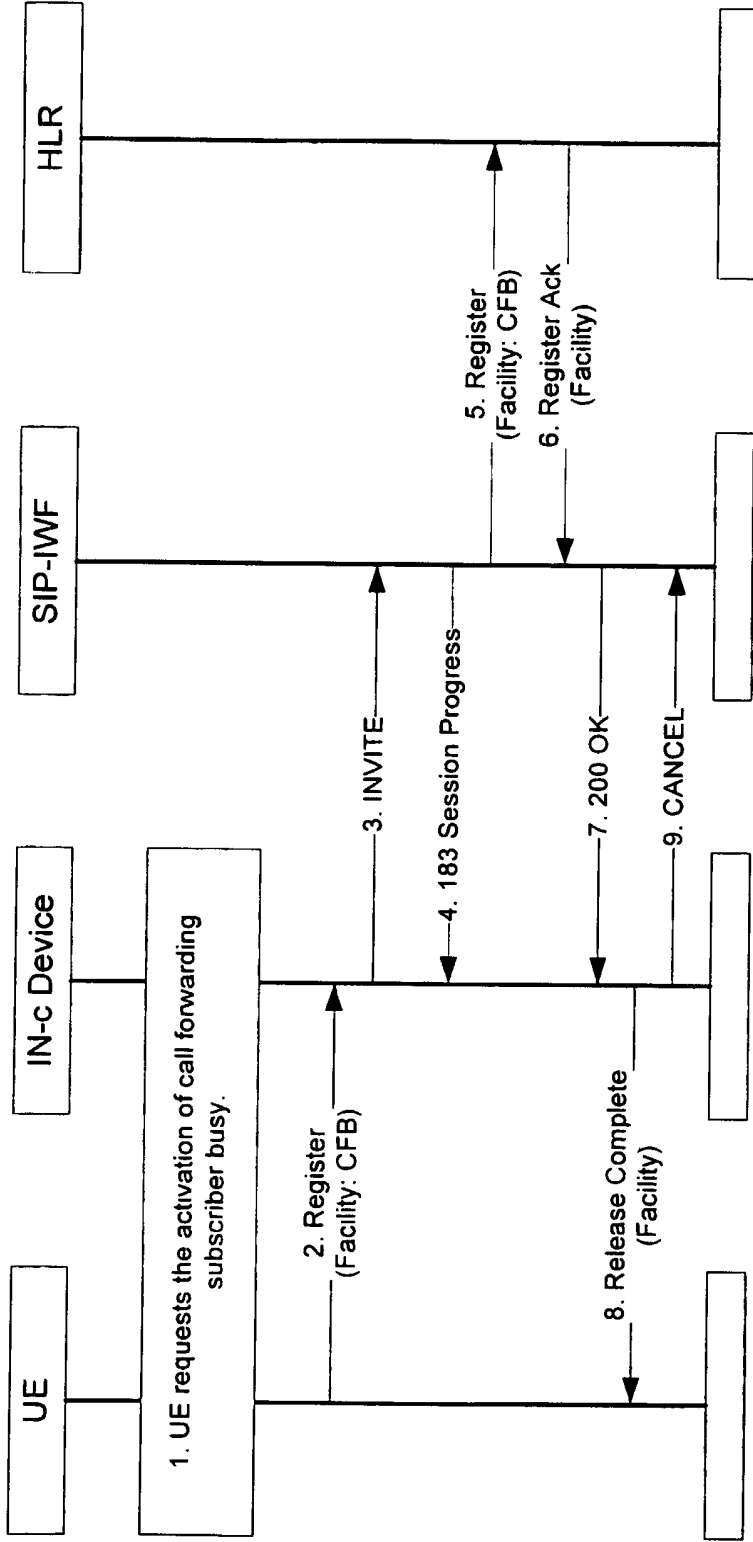 UE
IN-c Device
SIP-IWF
HLR
1. UE requests the activation of call forwarding
subscriber busy.
2. Register
(Facility: CFB)
3. INVITE
4. 183 Session Progress
5. Register
(Facility: CFB)
6. Register Ack
(Facility)
7. 200 OK
8. Release Complete
(Facility)
9. CANCEL